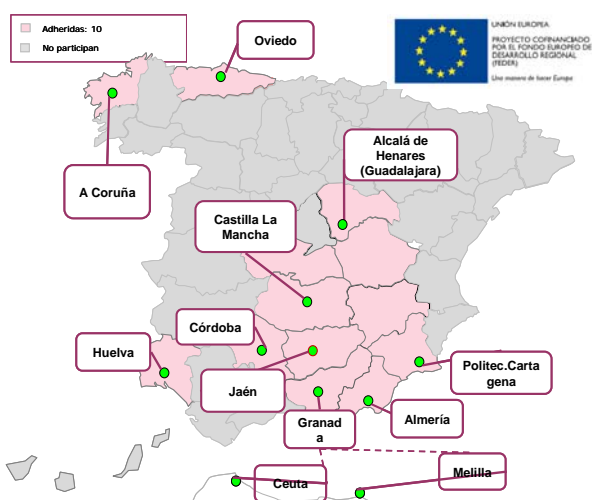 Adheridas: 10
No participan
Oviedo
UNIÓN EUROPEA
PROYECTO COFINANCIADO
POR EL FONDO EUROPEO DE
DESARROLLO REGIONAL
(FEDER)
Una manera de hacer Europa
Alcalá de
Henares
(Guadalajara)
A Coruña
Castilla La
Mancha
Córdoba
Huelva
Politec.Carta
gena
Jaén
Almería
Granad
a
Melilla
Ceuta